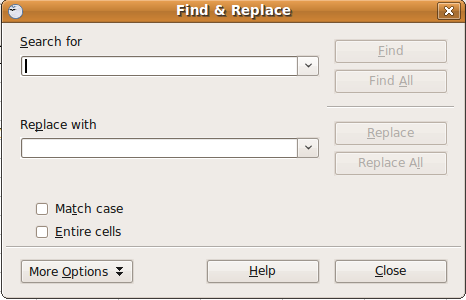 Find & Replace
Search for
Find
Find All
Replace with
Replace
Replace All
Match case
Entire cells
More Options
Help
Close